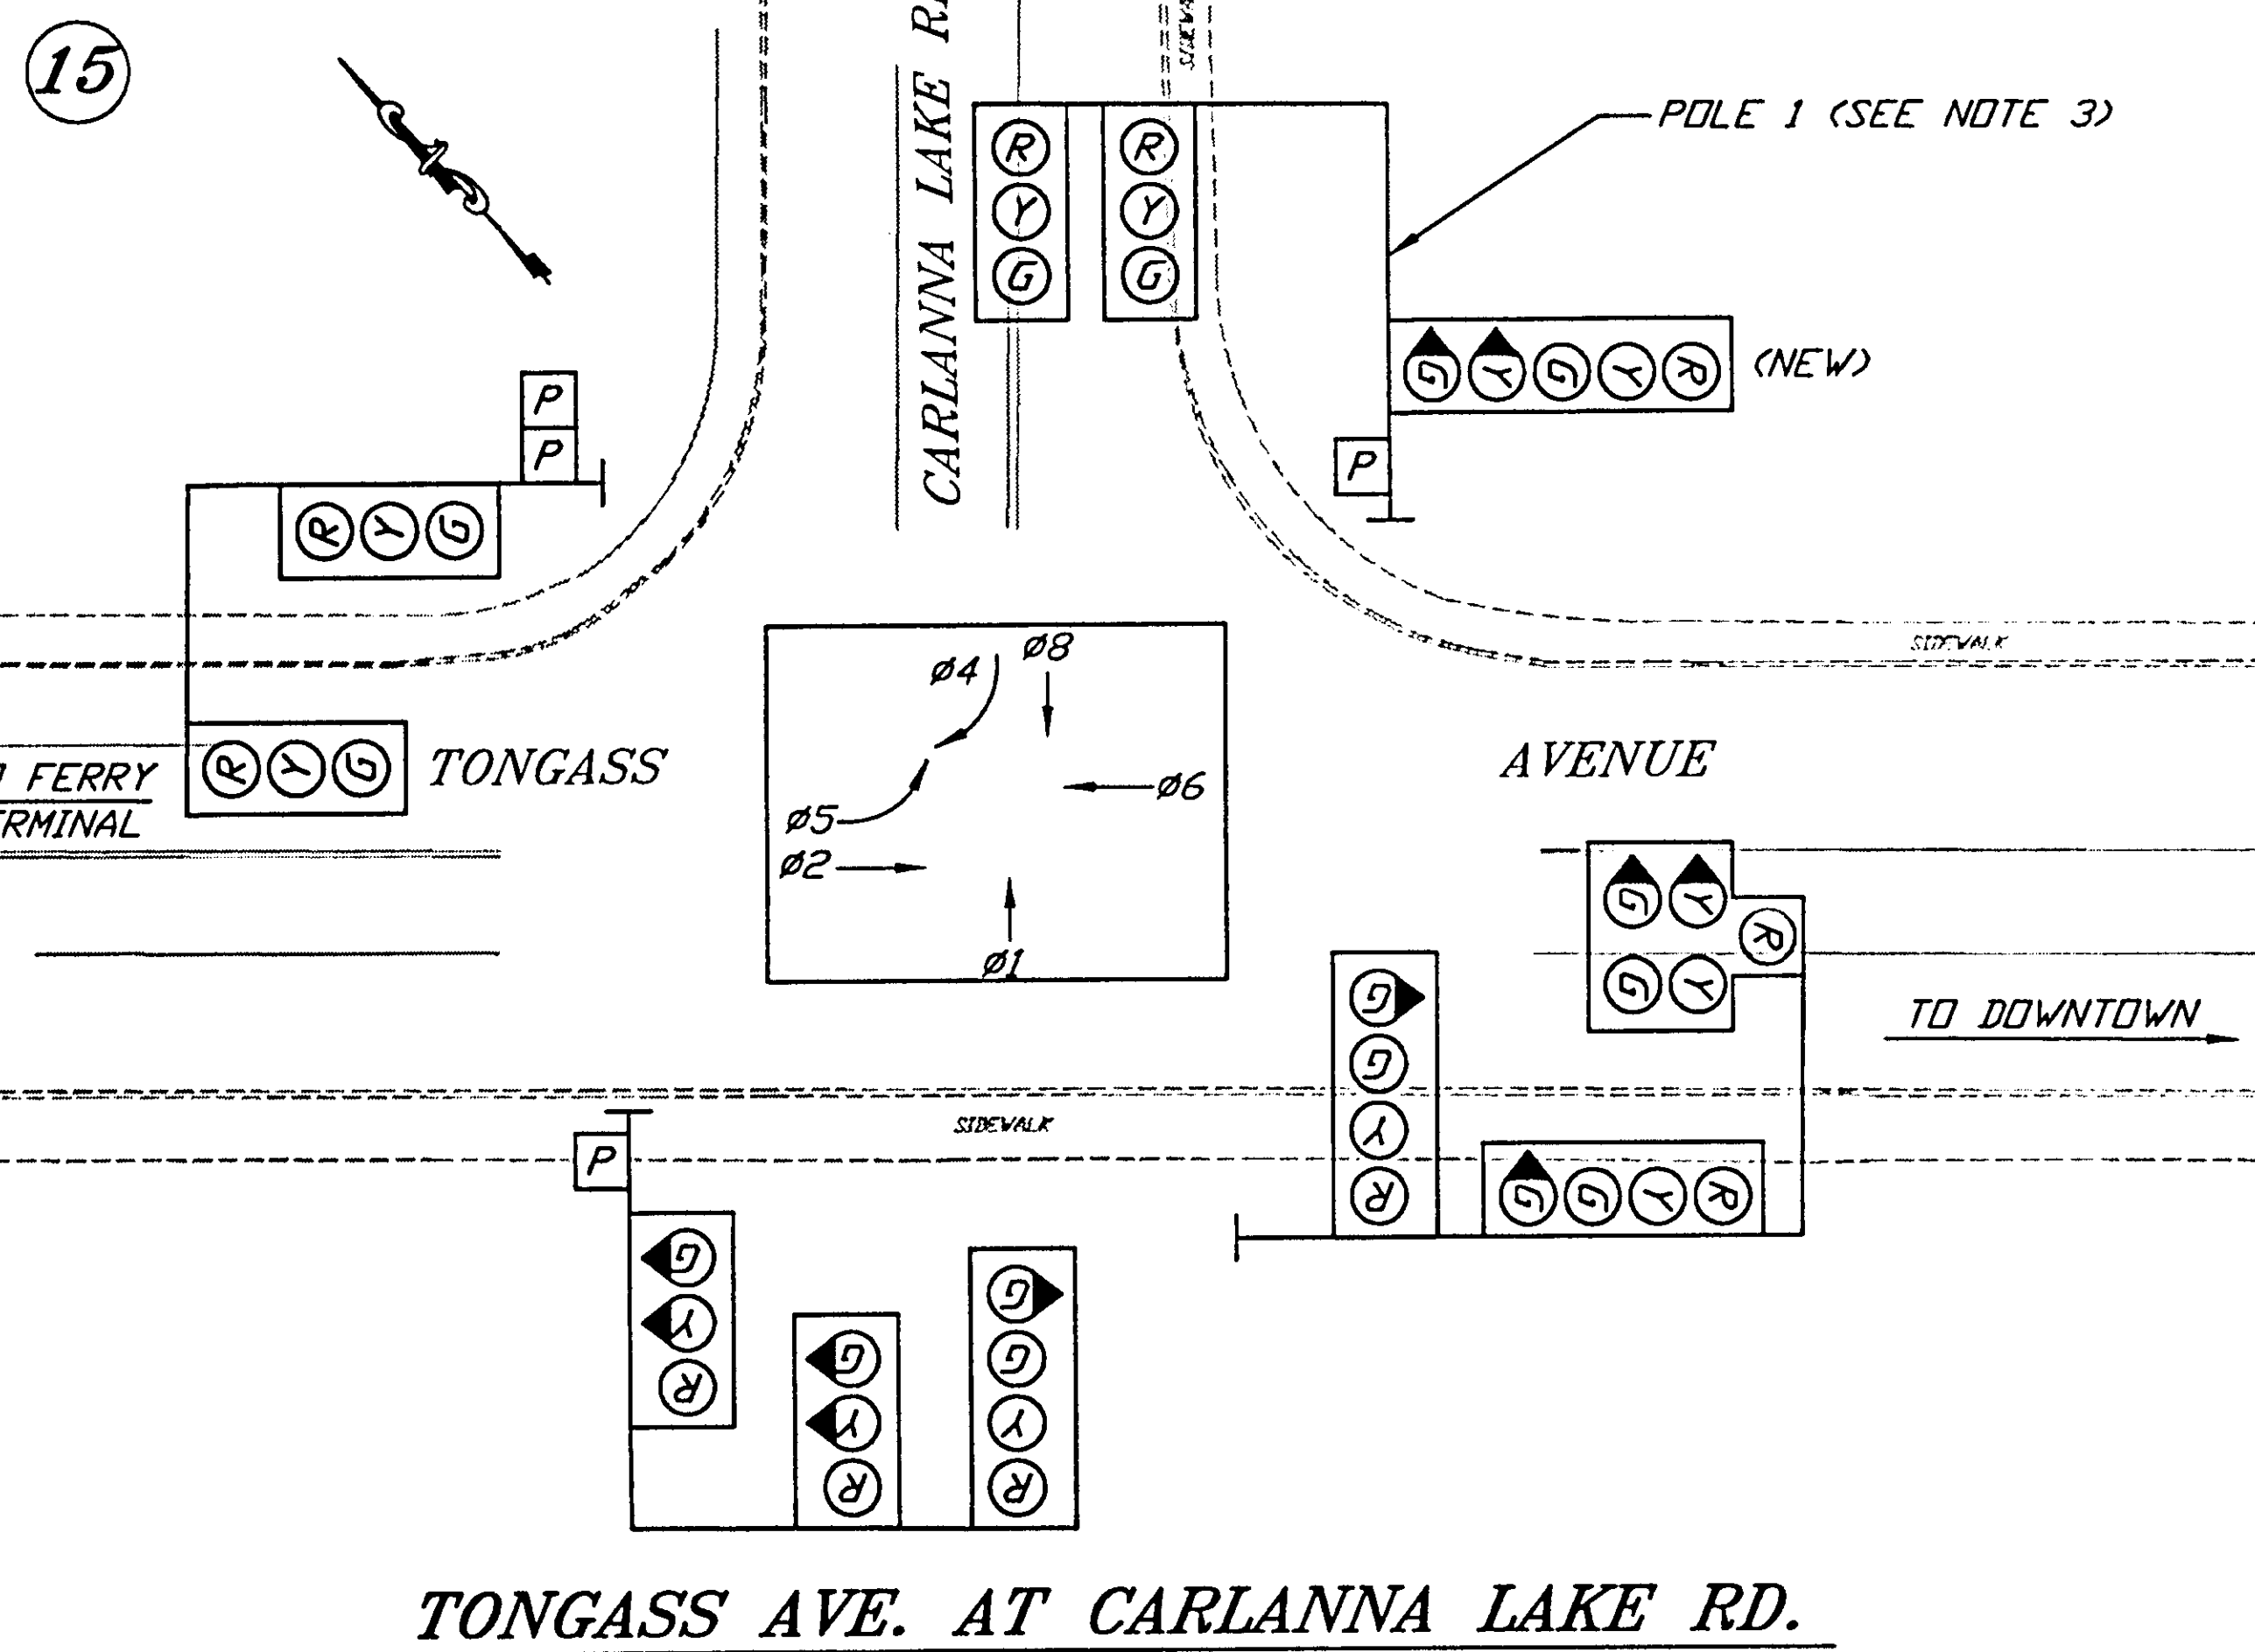 15
CARLANNA LAKE
POLE 1 (SEE NOTE 3)
R R
Y Y
G G
G Y G Y R (NEW)
P
P
P
R Y G
SIDEWALK
ø4 ø8
R Y G
TONGASS
AVENUE
FERRY
ø5
ø6
ø2
ø1
G Y
R
G Y
TO DOWNTOWN
SIDEWALK
P
G
G
Y
R
G G Y R
G
Y
R
G
Y
R
G
G
Y
R
TONGASS AVE. AT CARLANNA LAKE RD.